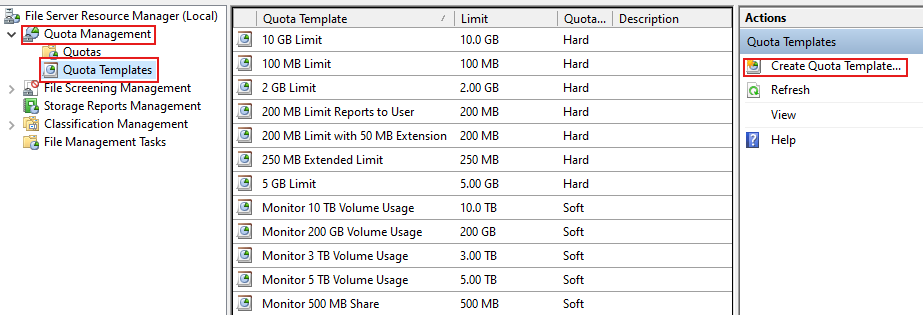 File Server Resource Manager (Local)
Quota Management
Quotas
Quota Templates
File Screening Management
Storage Reports Management
Classification Management
File Management Tasks
Quota Template Limit Quota... Description
10 GB Limit 10.0 GB Hard
100 MB Limit 100 MB Hard
2 GB Limit 2.00 GB Hard
200 MB Limit Reports to User 200 MB Hard
200 MB Limit with 50 MB Extension 200 MB Hard
250 MB Extended Limit 250 MB Hard
5 GB Limit 5.00 GB Hard
Monitor 10 TB Volume Usage 10.0 TB Soft
Monitor 200 GB Volume Usage 200 GB Soft
Monitor 3 TB Volume Usage 3.00 TB Soft
Monitor 5 TB Volume Usage 5.00 TB Soft
Monitor 500 MB Share 500 MB Soft
Actions
Quota Templates
Create Quota Template...
Refresh
View
Help